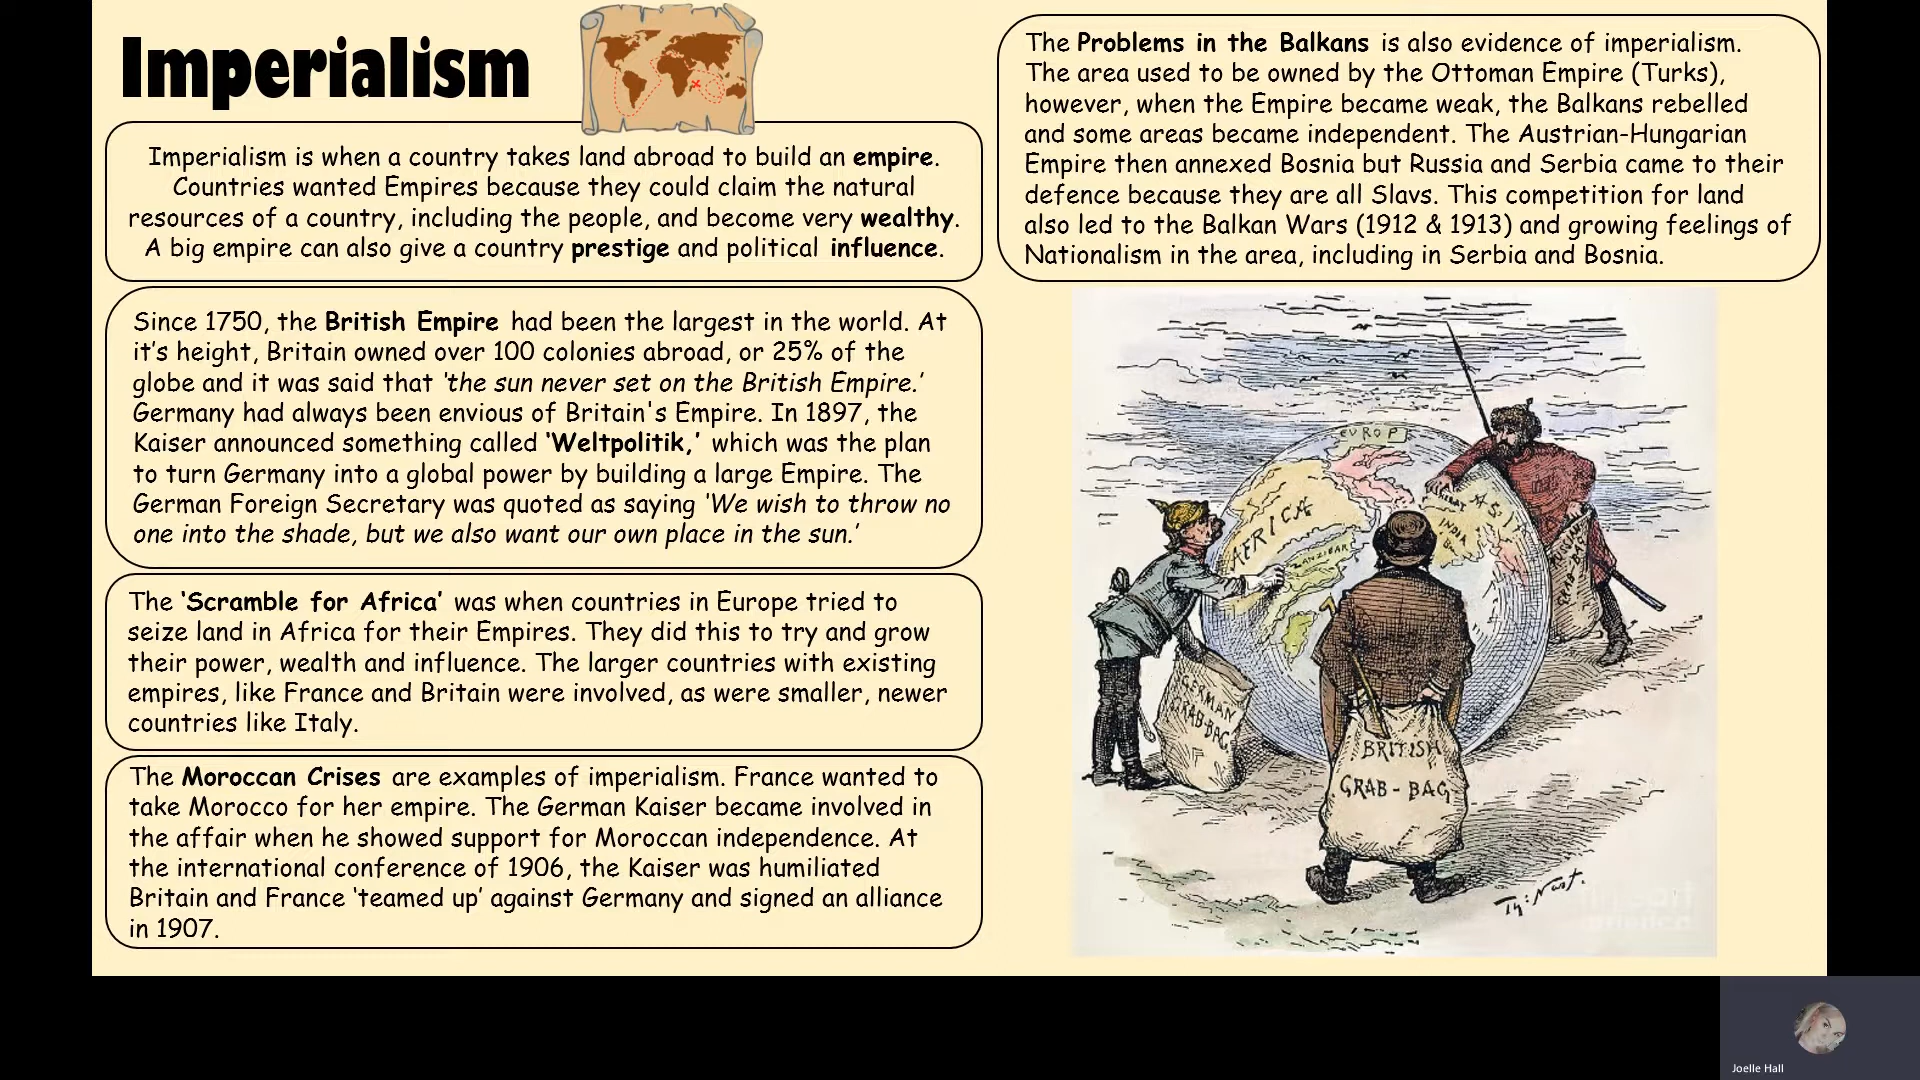 Imperialism
Imperialism is when a country takes land abroad to build an empire.
Countries wanted Empires because they could claim the natural
resources of a country, including the people, and become very wealthy.
A big empire can also give a country prestige and political influence.
Since 1750, the British Empire had been the largest in the world. At
it's height, Britain owned over 100 colonies abroad, or 25% of the
globe and it was said that 'the sun never set on the British Empire.'
Germany had always been envious of Britain's Empire. In 1897, the
Kaiser announced something called 'Weltpolitik,' which was the plan
to turn Germany into a global power by building a large Empire. The
German Foreign Secretary was quoted as saying 'We wish to throw no
one into the shade, but we also want our own place in the sun.'
The 'Scramble for Africa' was when countries in Europe tried to
seize land in Africa for their Empires. They did this to try and grow
their power, wealth and influence. The larger countries with existing
empires, like France and Britain were involved, as were smaller, newer
countries like Italy.
The Moroccan Crises are examples of imperialism. France wanted to
take Morocco for her empire. The German Kaiser became involved in
the affair when he showed support for Moroccan independence. At
the international conference of 1906, the Kaiser was humiliated
Britain and France 'teamed up' against Germany and signed an alliance
in 1907.
The Problems in the Balkans is also evidence of imperialism.
The area used to be owned by the Ottoman Empire (Turks),
however, when the Empire became weak, the Balkans rebelled
and some areas became independent. The Austrian-Hungarian
Empire then annexed Bosnia but Russia and Serbia came to their
defence because they are all Slavs. This competition for land
also led to the Balkan Wars (1912 & 1913) and growing feelings of
Nationalism in the area, including in Serbia and Bosnia.
EUROP
AFRICA
ZANZIBAR
ASIA
INDIA
GERMAN
GRAB-BAG
BRITISH
GRAB-BAG
GRAB BAG
Th: Nast.
Joelle Hall